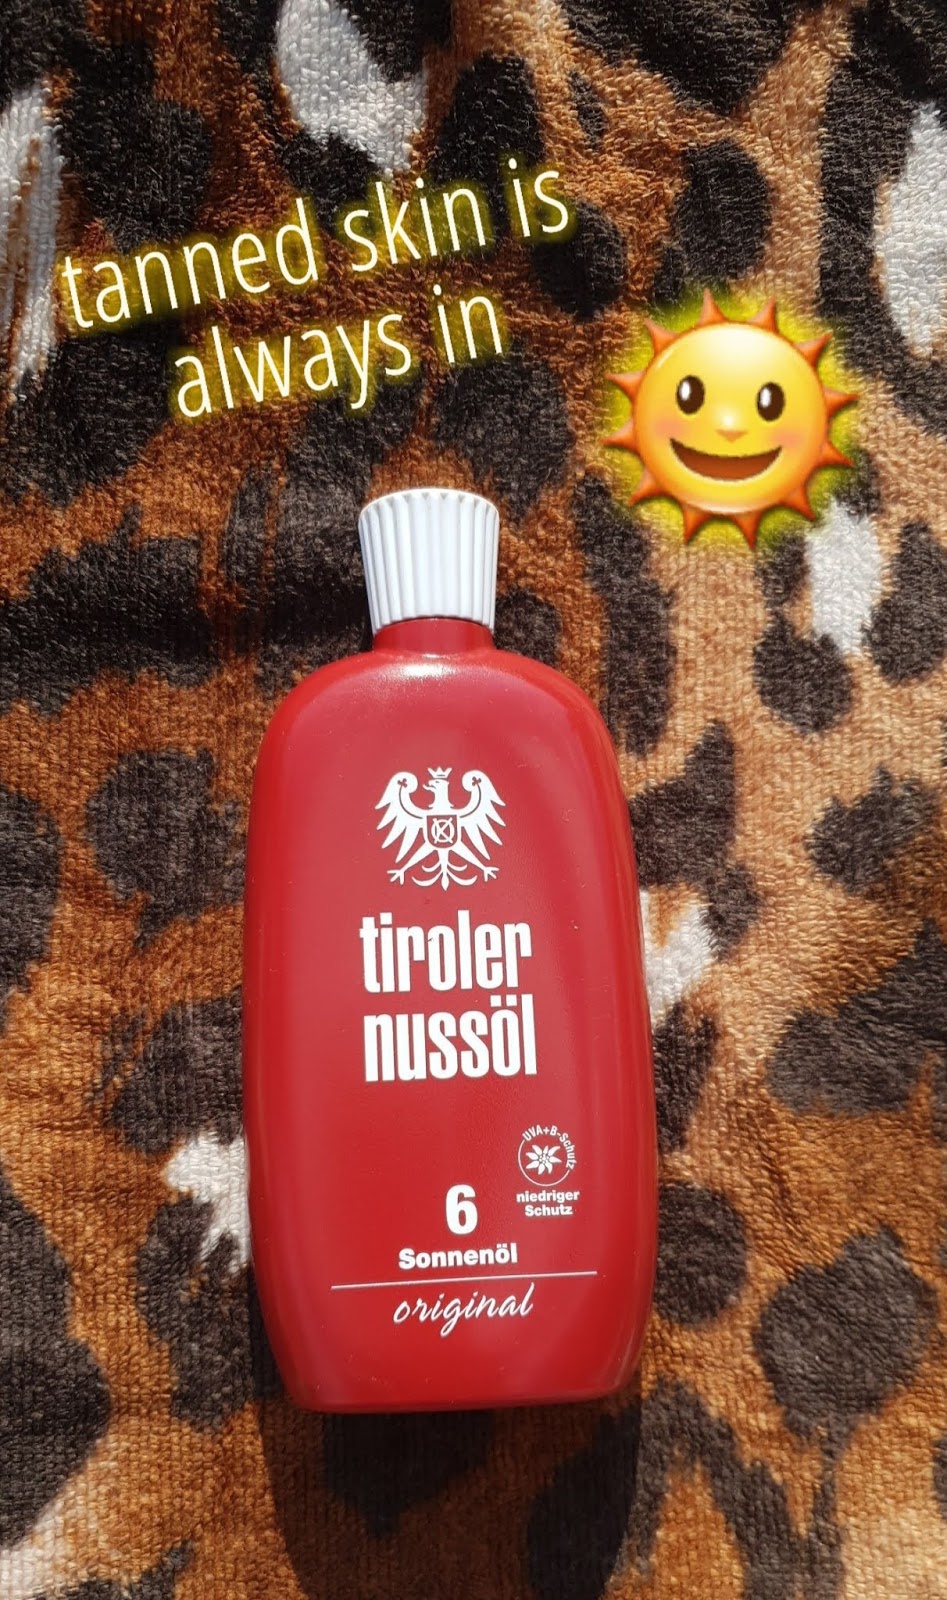 tanned skin is
always in
tiroler
nussöl
UVA+B-Schutz
niedriger
Schutz
6
Sonnenöl
original